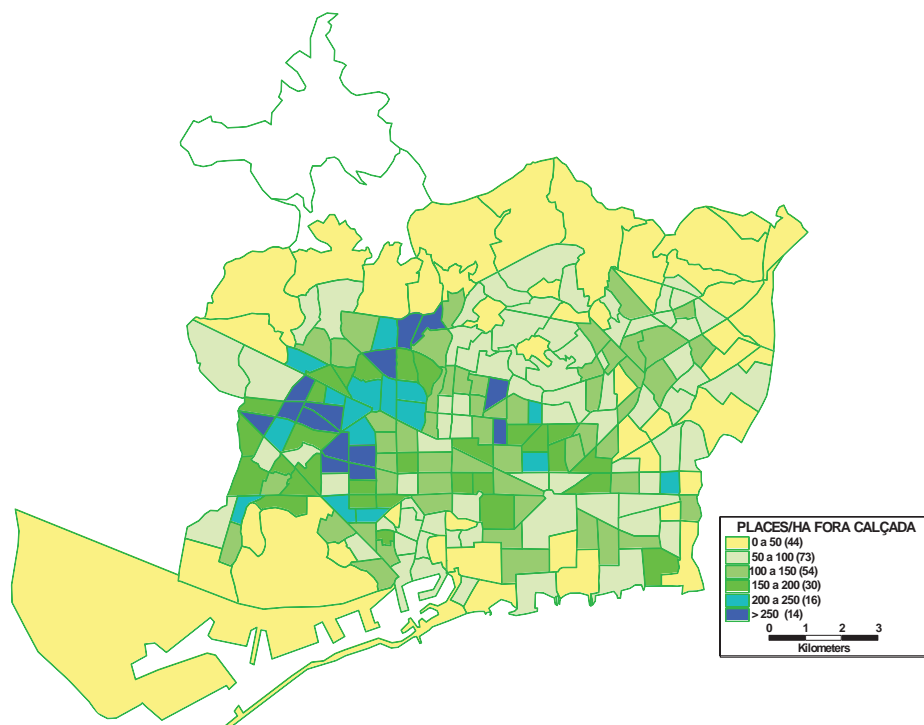 PLACES/HA FORA CALÇADA
0 a 50 (44)
50 a 100 (73)
100 a 150 (54)
150 a 200 (30)
200 a 250 (16)
> 250 (14)
0 1 2 3
Kilometers